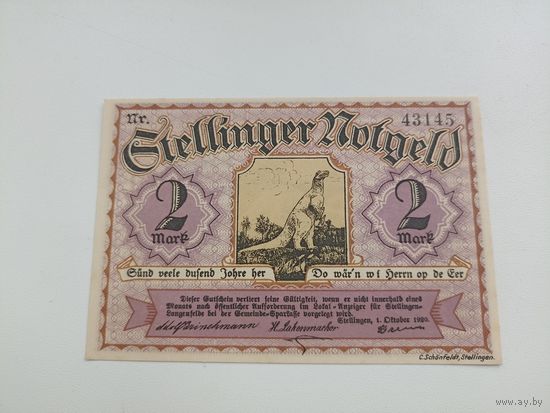 Nr. 43145
Stellinger Notgeld
2 Mark
2 Mark
Sünd veele dusend Johre her Do wär'n wi Herrn op de Eer
Dieser Gutschein verliert seine Gültigkeit, wenn er nicht innerhalb eines
Monats nach öffentlicher Aufforderung im Lokal-Anzeiger für Stellingen-
Langenfelde bei der Gemeinde-Sparkasse vorgelegt wird.
Stellingen, 1. Oktober 1920.
C. Schönfeldt, Stellingen.
www.ay.by